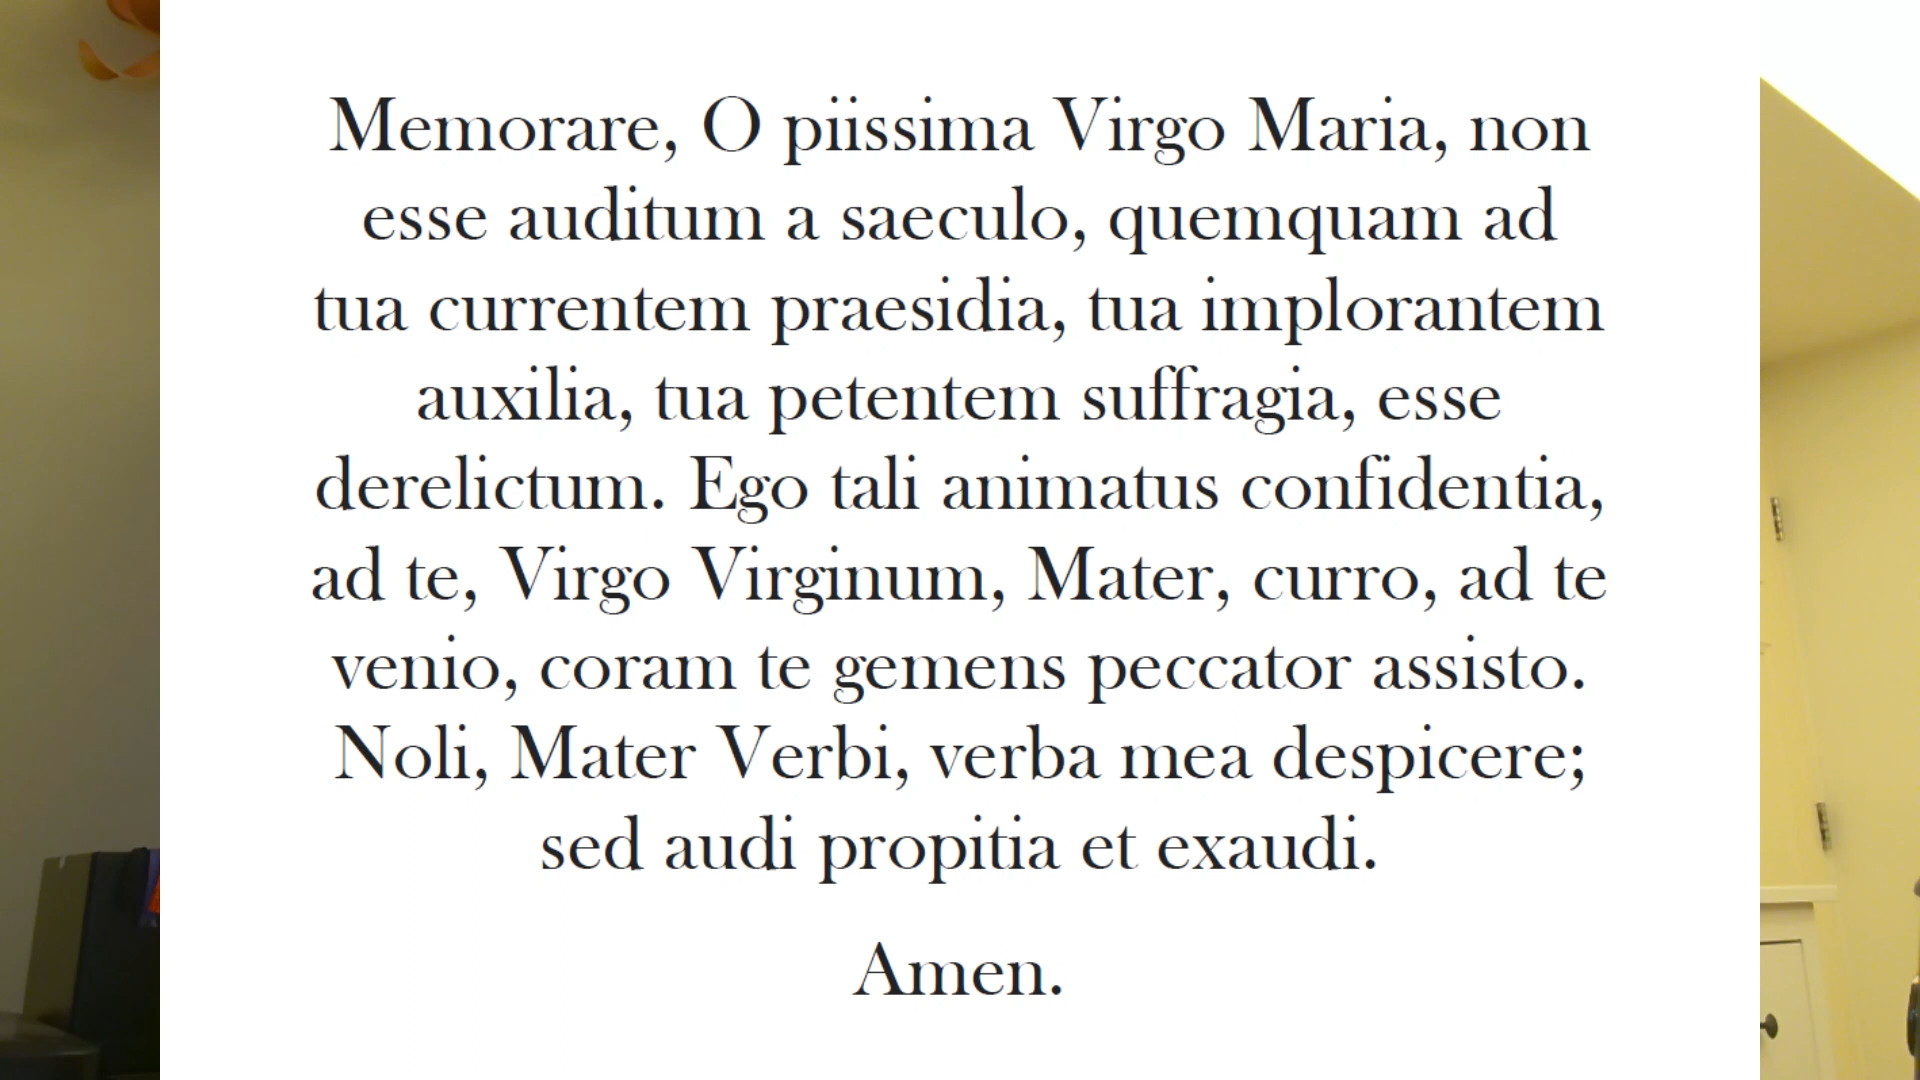 Memorare, O piissima Virgo Maria, non
esse auditum a saeculo, quemquam ad
tua currentem praesidia, tua implorantem
auxilia, tua petentem suffragia, esse
derelictum. Ego tali animatus confidentia,
ad te, Virgo Virginum, Mater, curro, ad te
venio, coram te gemens peccator assisto.
Noli, Mater Verbi, verba mea despicere;
sed audi propitia et exaudi.
Amen.